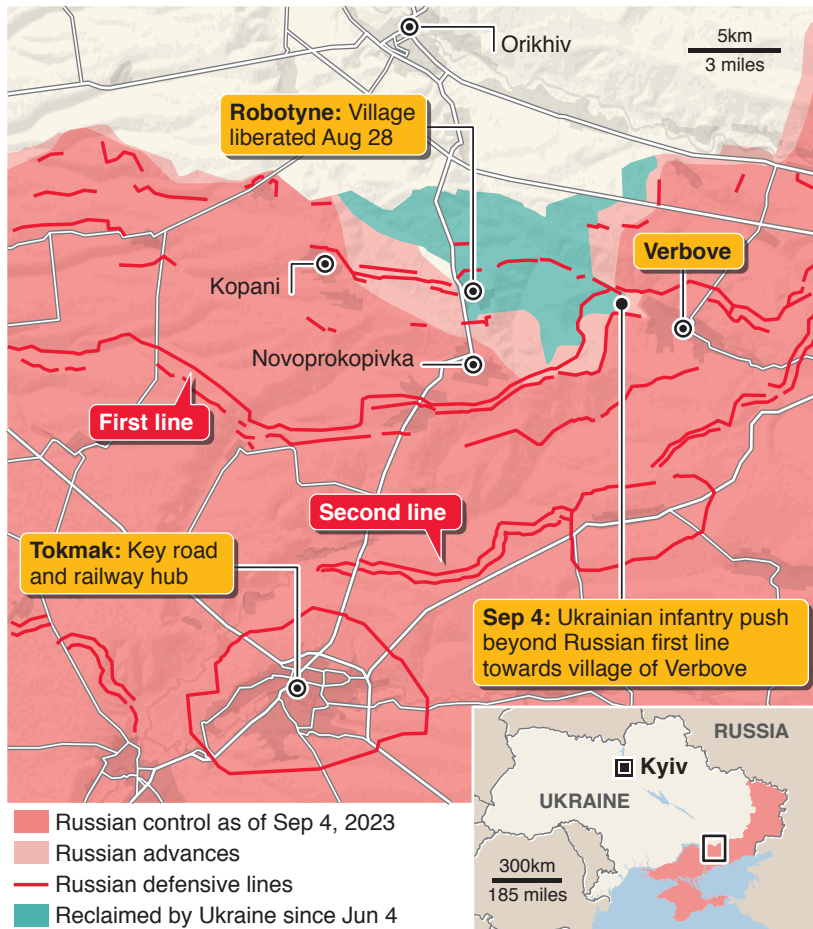 Orikhiv
5km
3 miles
Robotyne: Village
liberated Aug 28
Verbove
Kopani
Novoprokopivka
First line
Second line
Tokmak: Key road
and railway hub
Sep 4: Ukrainian infantry push
beyond Russian first line
towards village of Verbove
RUSSIA
Kyiv
UKRAINE
300km
185 miles
Russian control as of Sep 4, 2023
Russian advances
Russian defensive lines
Reclaimed by Ukraine since Jun 4